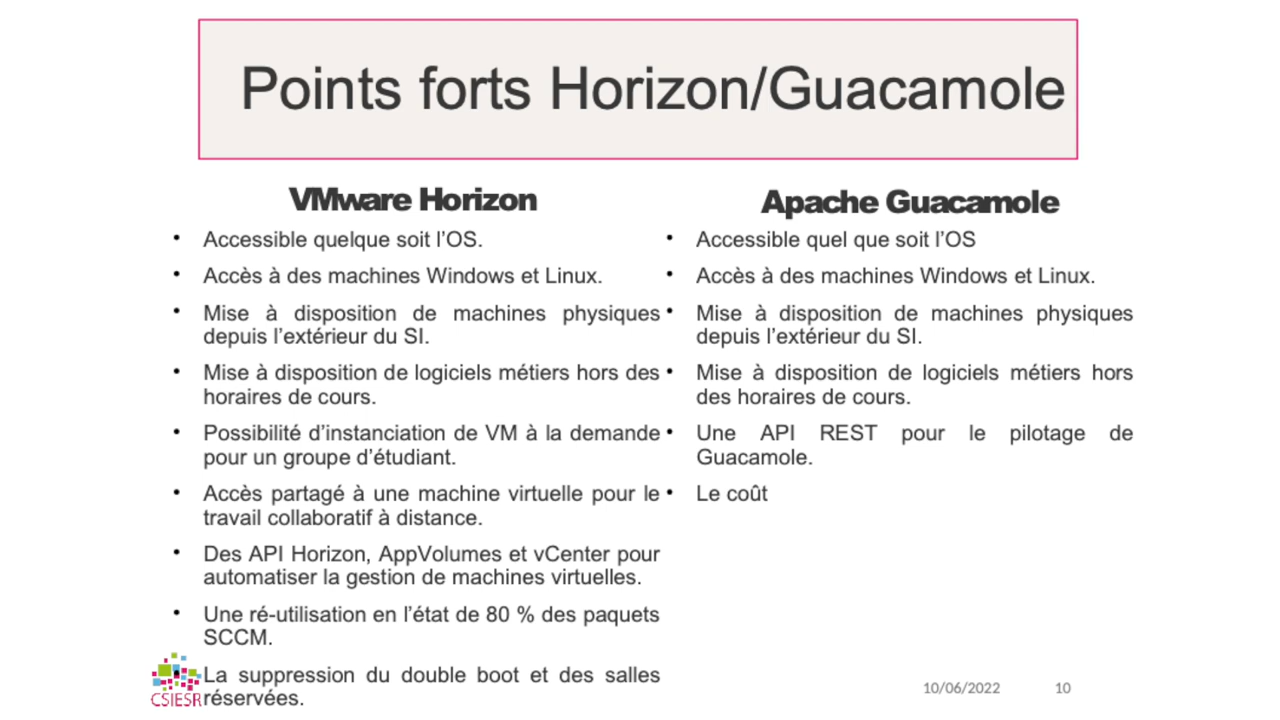 Points forts Horizon/Guacamole
VMware Horizon
• Accessible quelque soit l’OS.
• Accès à des machines Windows et Linux.
• Mise à disposition de machines physiques
depuis l’extérieur du SI.
• Mise à disposition de logiciels métiers hors des
horaires de cours.
• Possibilité d’instanciation de VM à la demande
pour un groupe d’étudiant.
• Accès partagé à une machine virtuelle pour le
travail collaboratif à distance.
• Des API Horizon, AppVolumes et vCenter pour
automatiser la gestion de machines virtuelles.
• Une ré-utilisation en l’état de 80 % des paquets
SCCM.
La suppression du double boot et des salles
réservées.
Apache Guacamole
• Accessible quel que soit l’OS
• Accès à des machines Windows et Linux.
• Mise à disposition de machines physiques
depuis l’extérieur du SI.
• Mise à disposition de logiciels métiers hors
des horaires de cours.
• Une API REST pour le pilotage de
Guacamole.
• Le coût
CSIESR
10/06/2022
10